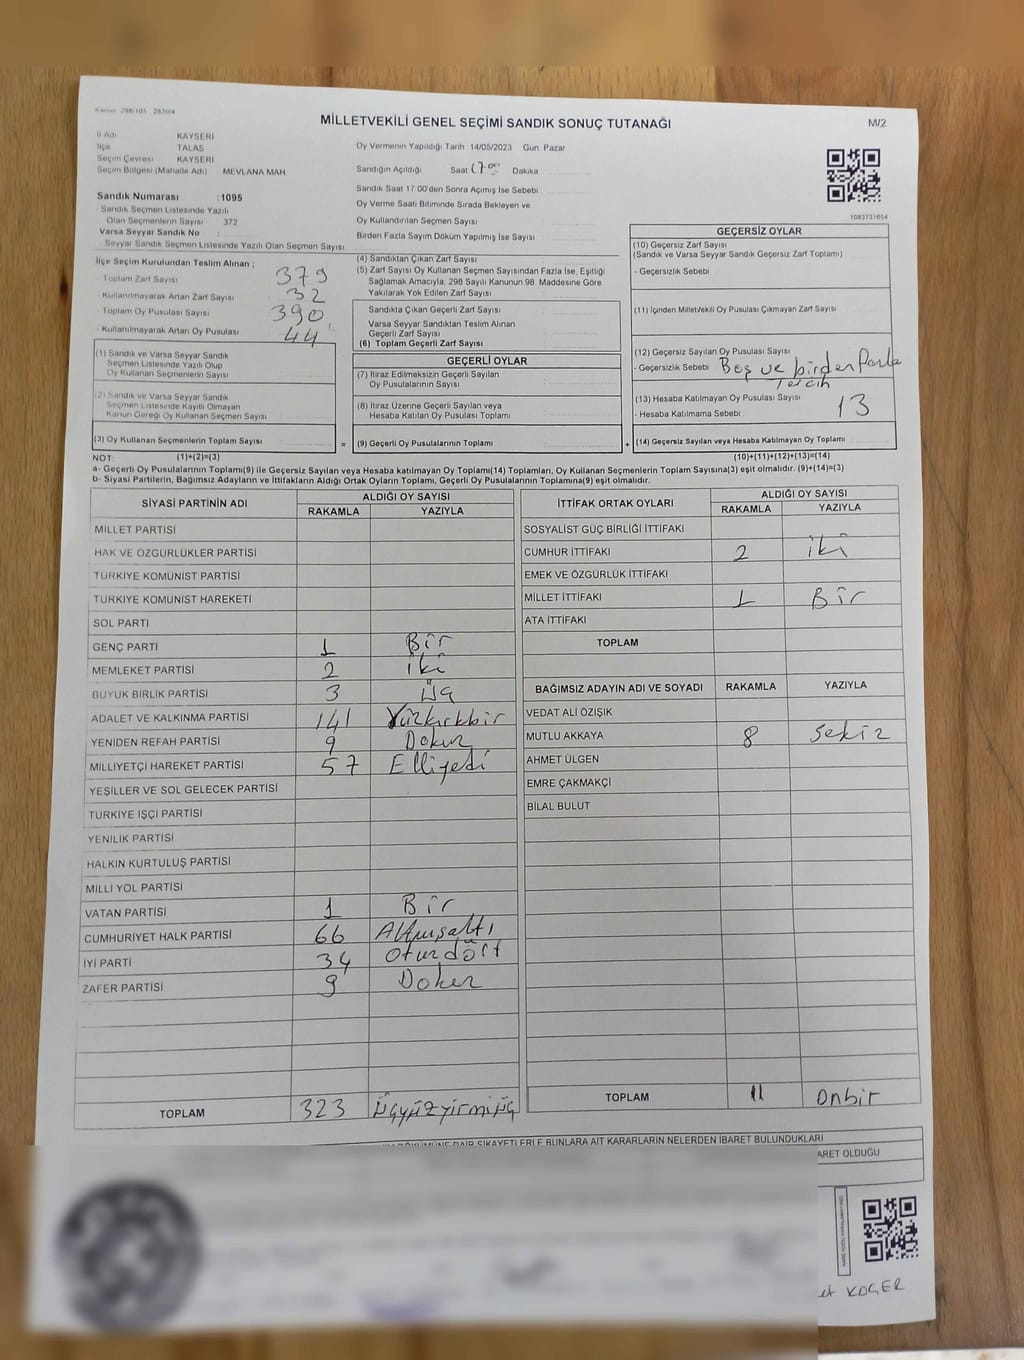 Kanun 298/105 2839/4
MİLLETVEKİLİ GENEL SEÇİMİ SANDIK SONUÇ TUTANAĞI
M/2
İl Adı KAYSERİ
İlçe TALAS
Seçim Çevresi KAYSERİ
Seçim Bölgesi (Mahalle Adı) MEVLANA MAH
Sandık Numarası :1095
Sandık Seçmen Listesinde Yazılı
Olan Seçmenlerin Sayısı 372
Varsa Seyyar Sandık No
Seyyar Sandık Seçmen Listesinde Yazılı Olan Seçmen Sayısı
Oy Vermenin Yapıldığı Tarih 14/05/2023 Gün Pazar
Sandığın Açıldığı Saat 17.00 Dakika
Sandık Saat 17 00'den Sonra Açımış İse Sebebi
Oy Verme Saati Bitiminde Sırada Bekleyen ve
Oy Kullandırılan Seçmen Sayısı
Birden Fazla Sayım Döküm Yapılmış İse Sayısı
1083731654
İlçe Seçim Kurulundan Teslim Alınan ;
Toplam Zarf Sayısı 379
Kullanılmayarak Artan Zarf Sayısı 32
Toplam Oy Pusulası Sayısı 390
Kullanılmayarak Artan Oy Pusulası 44
(1) Sandık ve Varsa Seyyar Sandık
Seçmen Listesinde Yazılı Olup
Oy Kullanan Seçmenlerin Sayısı
(2) Sandık ve Varsa Seyyar Sandık
Seçmen Listesinde Kayıtlı Olmayan
Kanun Gereği Oy Kullanan Seçmen Sayısı
(3) Oy Kullanan Seçmenlerin Toplam Sayısı
(4) Sandıktan Çıkan Zarf Sayısı
(5) Zarf Sayısı Oy Kullanan Seçmen Sayısından Fazla İse, Eşitliği
Sağlamak Amacıyla, 298 Sayılı Kanunun 98. Maddesine Göre
Yakılarak Yok Edilen Zarf Sayısı
Sandıkta Çıkan Geçerli Zarf Sayısı
Varsa Seyyar Sandıktan Teslim Alınan
Geçerli Zarf Sayısı
(6) Toplam Geçerli Zarf Sayısı
GEÇERLİ OYLAR
(7) İtiraz Edilmeksizin Geçerli Sayılan
Oy Pusulalarının Sayısı
(8) İtiraz Üzerine Geçerli Sayılan veya
Hesaba Katılan Oy Pusulası Toplamı
= (9) Geçerli Oy Pusulalarının Toplamı
GEÇERSİZ OYLAR
(10) Geçersiz Zarf Sayısı
(Sandık ve Varsa Seyyar Sandık Geçersiz Zarf Toplamı)
- Geçersizlik Sebebi
(11) İçinden Milletvekili Oy Pusulası Çıkmayan Zarf Sayısı
(12) Geçersiz Sayılan Oy Pusulası Sayısı
- Geçersizlik Sebebi Boş ve birden Fazla
Tercih
(13) Hesaba Katılmayan Oy Pusulası Sayısı
- Hesaba Katılmama Sebebi 13
+ (14) Geçersiz Sayılan veya Hesaba Katılmayan Oy Toplamı
NOT: (1)+(2)=(3) (10)+(11)+(12)+(13)=(14)
a- Geçerli Oy Pusulalarının Toplamı(9) ile Geçersiz Sayılan veya Hesaba katılmayan Oy Toplamı(14) Toplamları, Oy Kullanan Seçmenlerin Toplam Sayısına(3) eşit olmalıdır. (9)+(14)=(3)
b- Siyasi Partilerin, Bağımsız Adayların ve İttifakların Aldığı Ortak Oyların Toplamı, Geçerli Oy Pusulalarının Toplamına(9) eşit olmalıdır.
SİYASİ PARTİNİN ADI ALDIĞI OY SAYISI
RAKAMLA YAZIYLA
MİLLET PARTİSİ
HAK VE ÖZGÜRLÜKLER PARTİSİ
TÜRKİYE KOMÜNİST PARTİSİ
TÜRKİYE KOMÜNİST HAREKETİ
SOL PARTİ
GENÇ PARTİ 1 Bir
MEMLEKET PARTİSİ 2 iki
BÜYÜK BİRLİK PARTİSİ 3 Üç
ADALET VE KALKINMA PARTİSİ 141 Yüzkırkbir
YENİDEN REFAH PARTİSİ 9 Dokuz
MİLLİYETÇİ HAREKET PARTİSİ 57 Elliyedi
YEŞİLLER VE SOL GELECEK PARTİSİ
TÜRKİYE İŞÇİ PARTİSİ
YENİLİK PARTİSİ
HALKIN KURTULUŞ PARTİSİ
MİLLİ YOL PARTİSİ
VATAN PARTİSİ 1 Bir
CUMHURİYET HALK PARTİSİ 66 Altmışaltı
İYİ PARTİ 34 Oturdört
ZAFER PARTİSİ 9 Dokuz
TOPLAM 323 üçyüzyirmiüç
İTTİFAK ORTAK OYLARI ALDIĞI OY SAYISI
RAKAMLA YAZIYLA
SOSYALİST GÜÇ BİRLİĞİ İTTİFAKI
CUMHUR İTTİFAKI 2 iki
EMEK VE ÖZGÜRLÜK İTTİFAKI
MİLLET İTTİFAKI 1 Bir
ATA İTTİFAKI
TOPLAM
BAĞIMSIZ ADAYIN ADI VE SOYADI RAKAMLA YAZIYLA
VEDAT ALİ ÖZIŞIK
MUTLU AKKAYA 8 sekiz
AHMET ÜLGEN
EMRE ÇAKMAKÇİ
BİLAL BULUT
TOPLAM 11 onbir
DÖKÜMÜNE DAİR ŞİKAYETLERLE BUNLARA AİT KARARLARIN NELERDEN İBARET BULUNDUKLARI
ARET OLDUĞU
et KOÇER